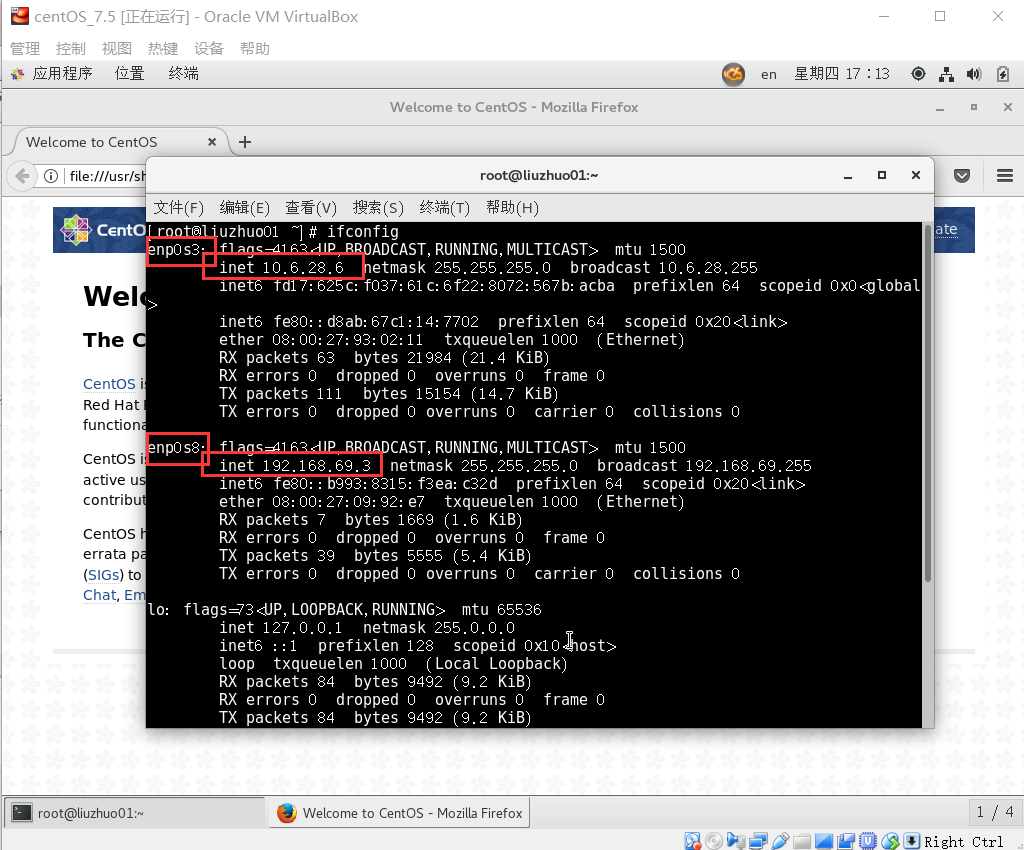 centOS_7.5 [正在运行] - Oracle VM VirtualBox
管理 控制 视图 热键 设备 帮助
应用程序 位置 终端 en 星期四 17：13
Welcome to CentOS - Mozilla Firefox
Welcome to CentOS
file:///usr/sh
root@liuzhuo01:~
文件(F) 编辑(E) 查看(V) 搜索(S) 终端(T) 帮助(H)
CentO
ate
Welc
The C
CentOS is
Red Hat
functiona
CentOS is
active us
contribut
CentOS h
errata pa
(SIGs) to
Chat, Em
[root@liuzhuo01 ~]# ifconfig
enp0s3: flags=4163<UP,BROADCAST,RUNNING,MULTICAST> mtu 1500
inet 10.6.28.6 netmask 255.255.255.0 broadcast 10.6.28.255
inet6 fd17:625c:f037:61c:6f22:8072:567b:acba prefixlen 64 scopeid 0x0<global
>
inet6 fe80::d8ab:67c1:14:7702 prefixlen 64 scopeid 0x20<link>
ether 08:00:27:93:02:11 txqueuelen 1000 (Ethernet)
RX packets 63 bytes 21984 (21.4 KiB)
RX errors 0 dropped 0 overruns 0 frame 0
TX packets 111 bytes 15154 (14.7 KiB)
TX errors 0 dropped 0 overruns 0 carrier 0 collisions 0
enp0s8: flags=4163<UP,BROADCAST,RUNNING,MULTICAST> mtu 1500
inet 192.168.69.3 netmask 255.255.255.0 broadcast 192.168.69.255
inet6 fe80::b993:8315:f3ea:c32d prefixlen 64 scopeid 0x20<link>
ether 08:00:27:09:92:e7 txqueuelen 1000 (Ethernet)
RX packets 7 bytes 1669 (1.6 KiB)
RX errors 0 dropped 0 overruns 0 frame 0
TX packets 39 bytes 5555 (5.4 KiB)
TX errors 0 dropped 0 overruns 0 carrier 0 collisions 0
lo: flags=73<UP,LOOPBACK,RUNNING> mtu 65536
inet 127.0.0.1 netmask 255.0.0.0
inet6 ::1 prefixlen 128 scopeid 0x10<host>
loop txqueuelen 1000 (Local Loopback)
RX packets 84 bytes 9492 (9.2 KiB)
RX errors 0 dropped 0 overruns 0 frame 0
TX packets 84 bytes 9492 (9.2 KiB)
root@liuzhuo01:~ Welcome to CentOS - Mozilla Firefox 1 / 4
Right Ctrl